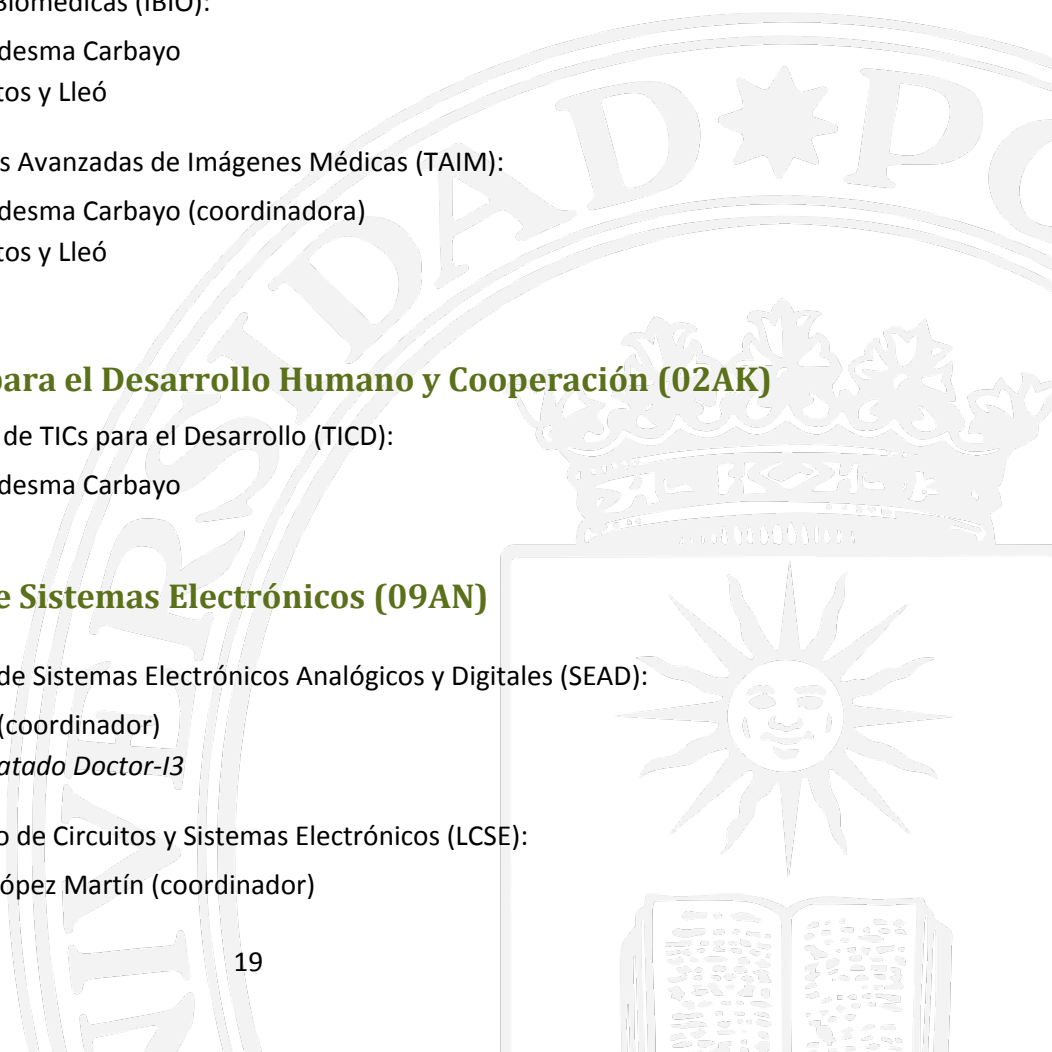 Biomédicas (IBIO):
desma Carbayo
tos y Lleó
s Avanzadas de Imágenes Médicas (TAIM):
desma Carbayo (coordinadora)
tos y Lleó
para el Desarrollo Humano y Cooperación (02AK)
de TICs para el Desarrollo (TICD):
desma Carbayo
e Sistemas Electrónicos (09AN)
de Sistemas Electrónicos Analógicos y Digitales (SEAD):
(coordinador)
atado Doctor-I3
o de Circuitos y Sistemas Electrónicos (LCSE):
ópez Martín (coordinador)
19
NIVERSIDAD PO